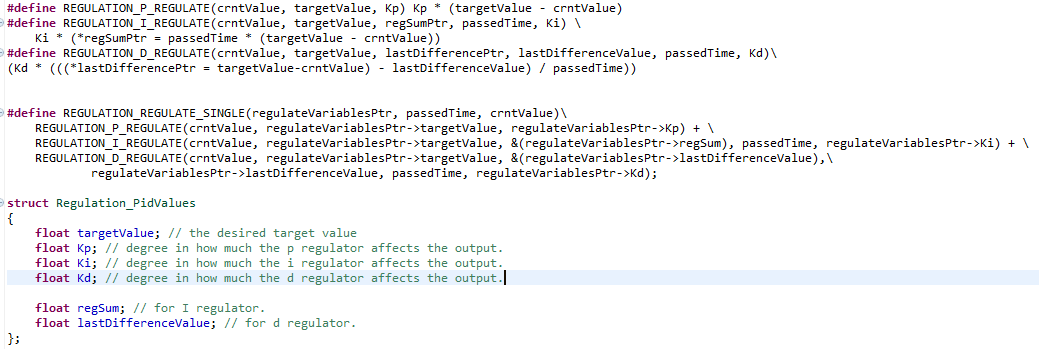 #define REGULATION_P_REGULATE(crntValue, targetValue, Kp) Kp * (targetValue - crntValue)
#define REGULATION_I_REGULATE(crntValue, targetValue, regSumPtr, passedTime, Ki) \
    Ki * (*regSumPtr = passedTime * (targetValue - crntValue))
#define REGULATION_D_REGULATE(crntValue, targetValue, lastDifferencePtr, lastDifferenceValue, passedTime, Kd)\
(Kd * (((*lastDifferencePtr = targetValue-crntValue) - lastDifferenceValue) / passedTime))
#define REGULATION_REGULATE_SINGLE(regulateVariablesPtr, passedTime, crntValue)\
    REGULATION_P_REGULATE(crntValue, regulateVariablesPtr->targetValue, regulateVariablesPtr->Kp) + \
    REGULATION_I_REGULATE(crntValue, regulateVariablesPtr->targetValue, &(regulateVariablesPtr->regSum), passedTime, regulateVariablesPtr->Ki) + \
    REGULATION_D_REGULATE(crntValue, regulateVariablesPtr->targetValue, &(regulateVariablesPtr->lastDifferenceValue),\
            regulateVariablesPtr->lastDifferenceValue, passedTime, regulateVariablesPtr->Kd);
struct Regulation_PidValues
{
    float targetValue; // the desired target value
    float Kp; // degree in how much the p regulator affects the output.
    float Ki; // degree in how much the i regulator affects the output.
    float Kd; // degree in how much the d regulator affects the output.
    float regSum; // for I regulator.
    float lastDifferenceValue; // for d regulator.
};